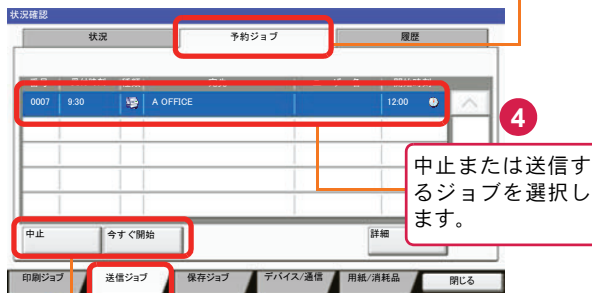 状況確認
状況 予約ジョブ 履歴
0007 9:30 A OFFICE 12:00
4
中止または送信す
るジョブを選択し
ます。
中止 今すぐ開始 詳細
印刷ジョブ 送信ジョブ 保存ジョブ デバイス/通信 用紙/消耗品 閉じる